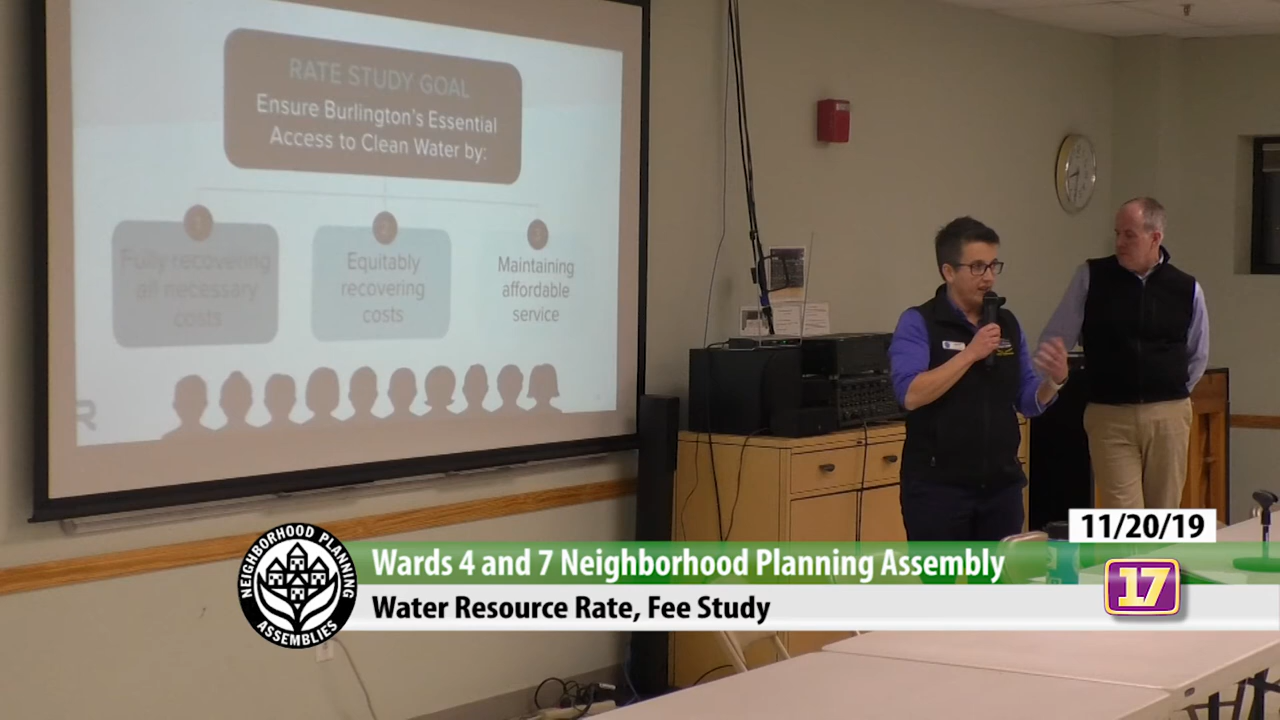 RATE STUDY GOAL
Ensure Burlington's Essential
Access to Clean Water by:
1
2
3
Fully recovering
all necessary
costs
Equitably
recovering
costs
Maintaining
affordable
service
R
11/20/19
NEIGHBORHOOD PLANNING
ASSEMBLIES
Wards 4 and 7 Neighborhood Planning Assembly
Water Resource Rate, Fee Study
17